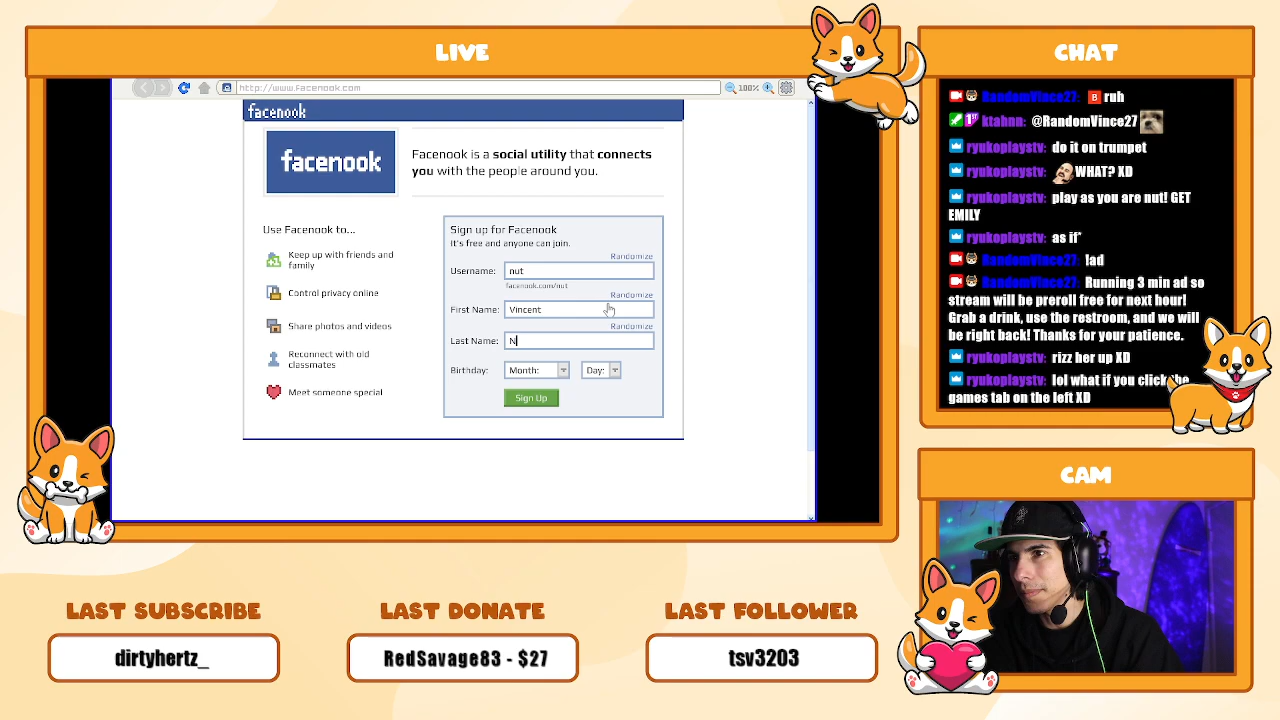 LIVE
http://www.Facenook.com
100%
facenook
facenook
Facenook is a social utility that connects
you with the people around you.
Use Facenook to...
Keep up with friends and
family
Control privacy online
Share photos and videos
Reconnect with old
classmates
Meet someone special
Sign up for Facenook
It's free and anyone can join.
Randomize
Username: nut
facenook.com/nut
Randomize
First Name: Vincent
Randomize
Last Name: N
Birthday: Month: Day:
Sign Up
CHAT
RandomVince27: B ruh
ktahnn: @RandomVince27
ryukoplaystv: do it on trumpet
ryukoplaystv: WHAT? XD
ryukoplaystv: play as you are nut! GET
EMILY
ryukoplaystv: as if*
RandomVince27: !ad
RandomVince27: Running 3 min ad so
stream will be preroll free for next hour!
Grab a drink, use the restroom, and we will
be right back! Thanks for your patience.
ryukoplaystv: rizz her up XD
ryukoplaystv: lol what if you click the
games tab on the left XD
CAM
LAST SUBSCRIBE
dirtyhertz_
LAST DONATE
RedSavage83 - $27
LAST FOLLOWER
tsv3203